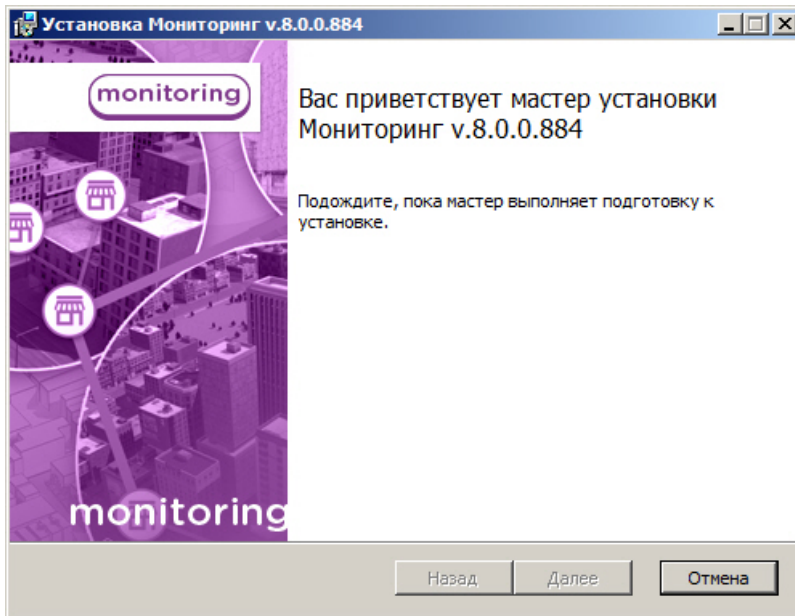 Установка Мониторинг v.8.0.0.884
monitoring
Вас приветствует мастер установки
Мониторинг v.8.0.0.884
Подождите, пока мастер выполняет подготовку к
установке.
monitoring
Назад
Далее
Отмена